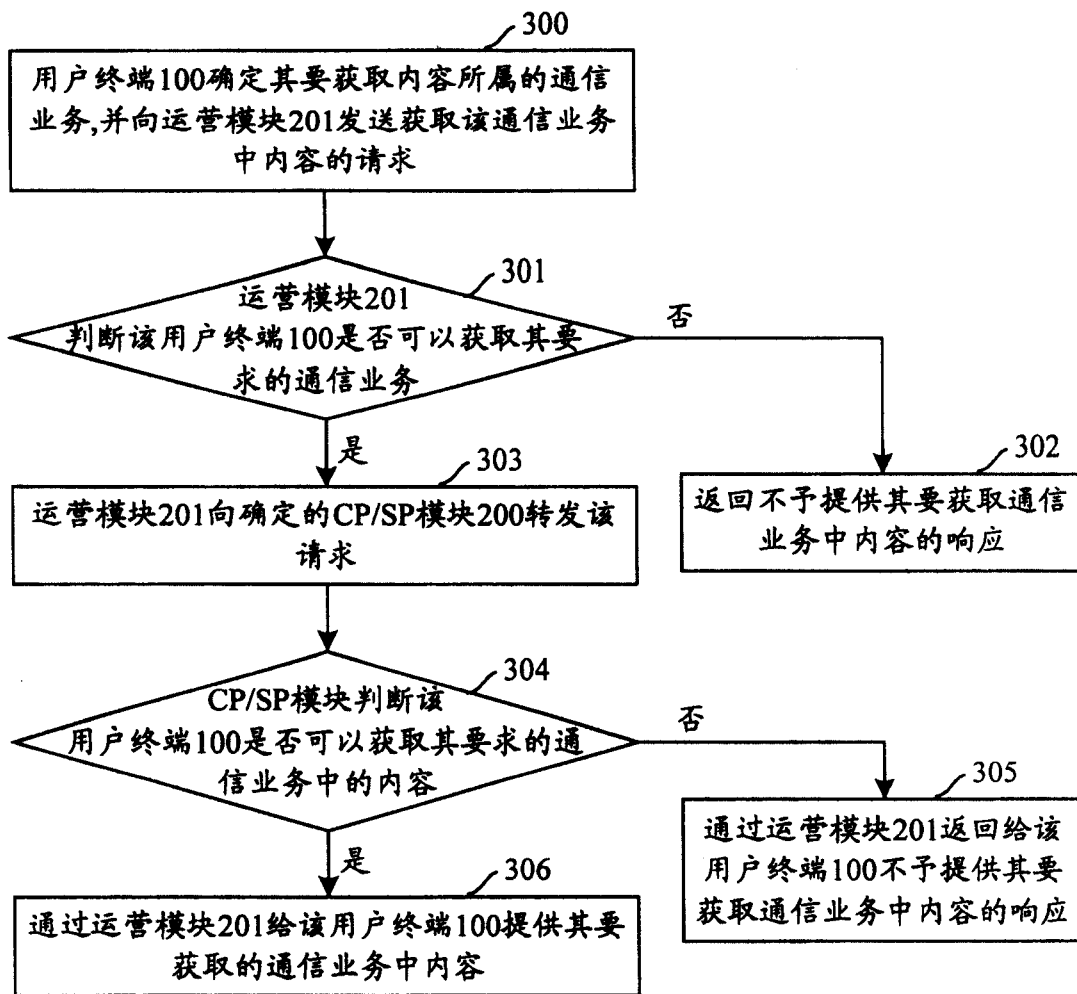 300
用户终端100确定其要获取内容所属的通信
业务,并向运营模块201发送获取该通信业务
中内容的请求
301
运营模块201
判断该用户终端100是否可以获取其要
求的通信业务
否
是
302
返回不予提供其要获取通信
业务中内容的响应
303
运营模块201向确定的CP/SP模块200转发该
请求
304
CP/SP模块判断该
用户终端100是否可以获取其要求的通
信业务中的内容
否
是
305
通过运营模块201返回给该
用户终端100不予提供其要
获取通信业务中内容的响应
306
通过运营模块201给该用户终端100提供其要
获取的通信业务中内容